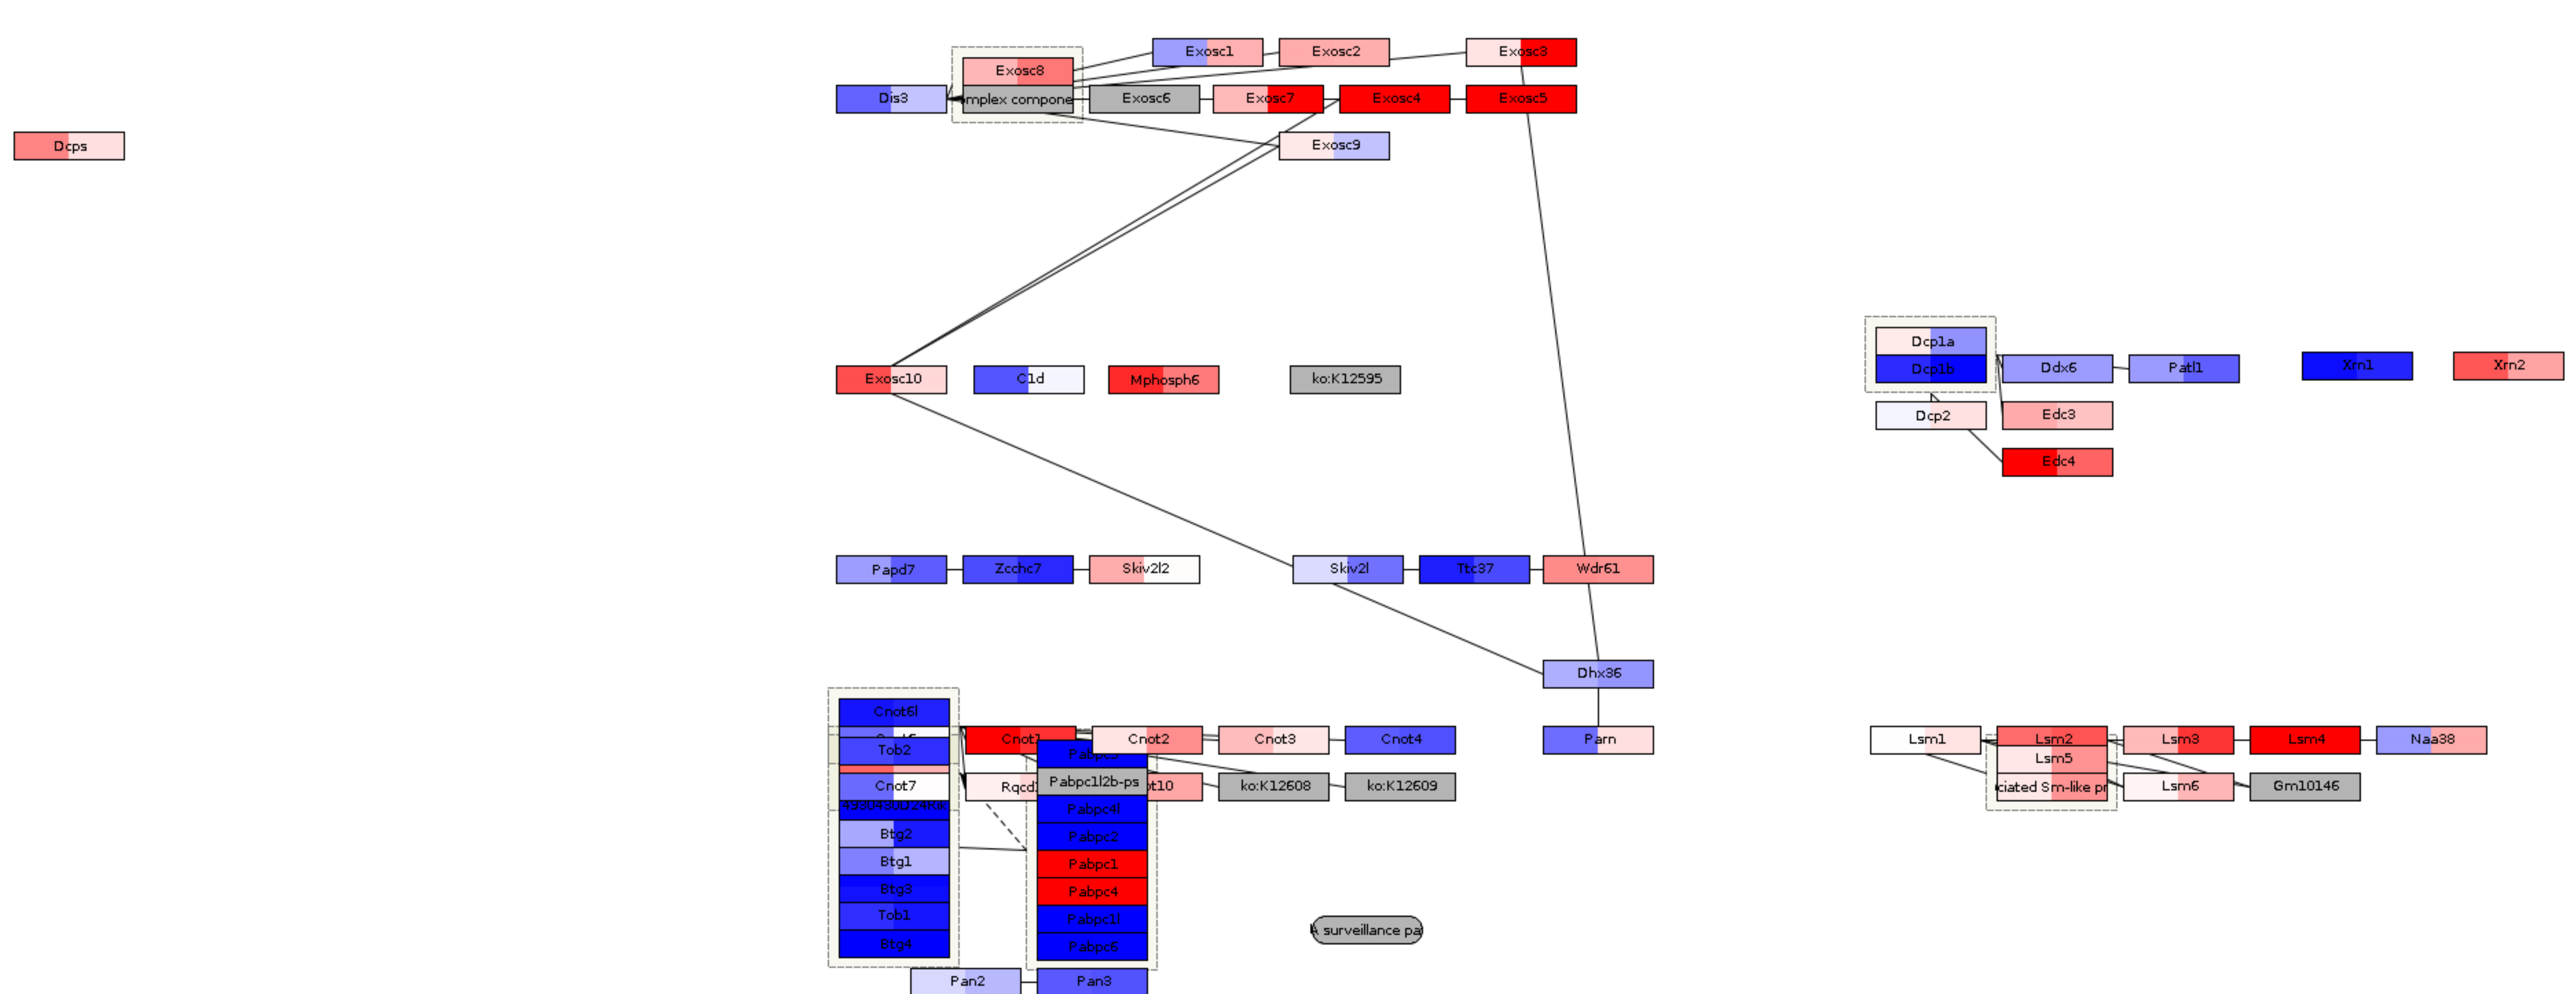 Exosc1
Exosc2
Exosc3
Exosc8
Dis3
mplex compone
Exosc6
Exosc7
Exosc4
Exosc5
Dcps
Exosc9
Dcp1a
Exosc10
C1d
Mphosph6
ko:K12595
Dcp1b
Ddx6
Patl1
Xrn1
Xrn2
Dcp2
Edc3
Edc4
Papd7
Zcchc7
Skiv2l2
Skiv2l
Ttc37
Wdr61
Dhx36
Cnot6l
Cnot1
Cnot2
Cnot3
Cnot4
Parn
Lsm1
Lsm2
Lsm3
Lsm4
Naa38
Tob2
Lsm5
Cnot7
Rqcd
Pabpc1l2b-ps
ot10
ko:K12608
ko:K12609
ciated Sm-like pr
Lsm6
Gm10146
4930430D24Rik
Pabpc4l
Btg2
Pabpc2
Btg1
Pabpc1
Btg3
Pabpc4
Tob1
Pabpc1l
A surveillance pa
Btg4
Pabpc6
Pan2
Pan3